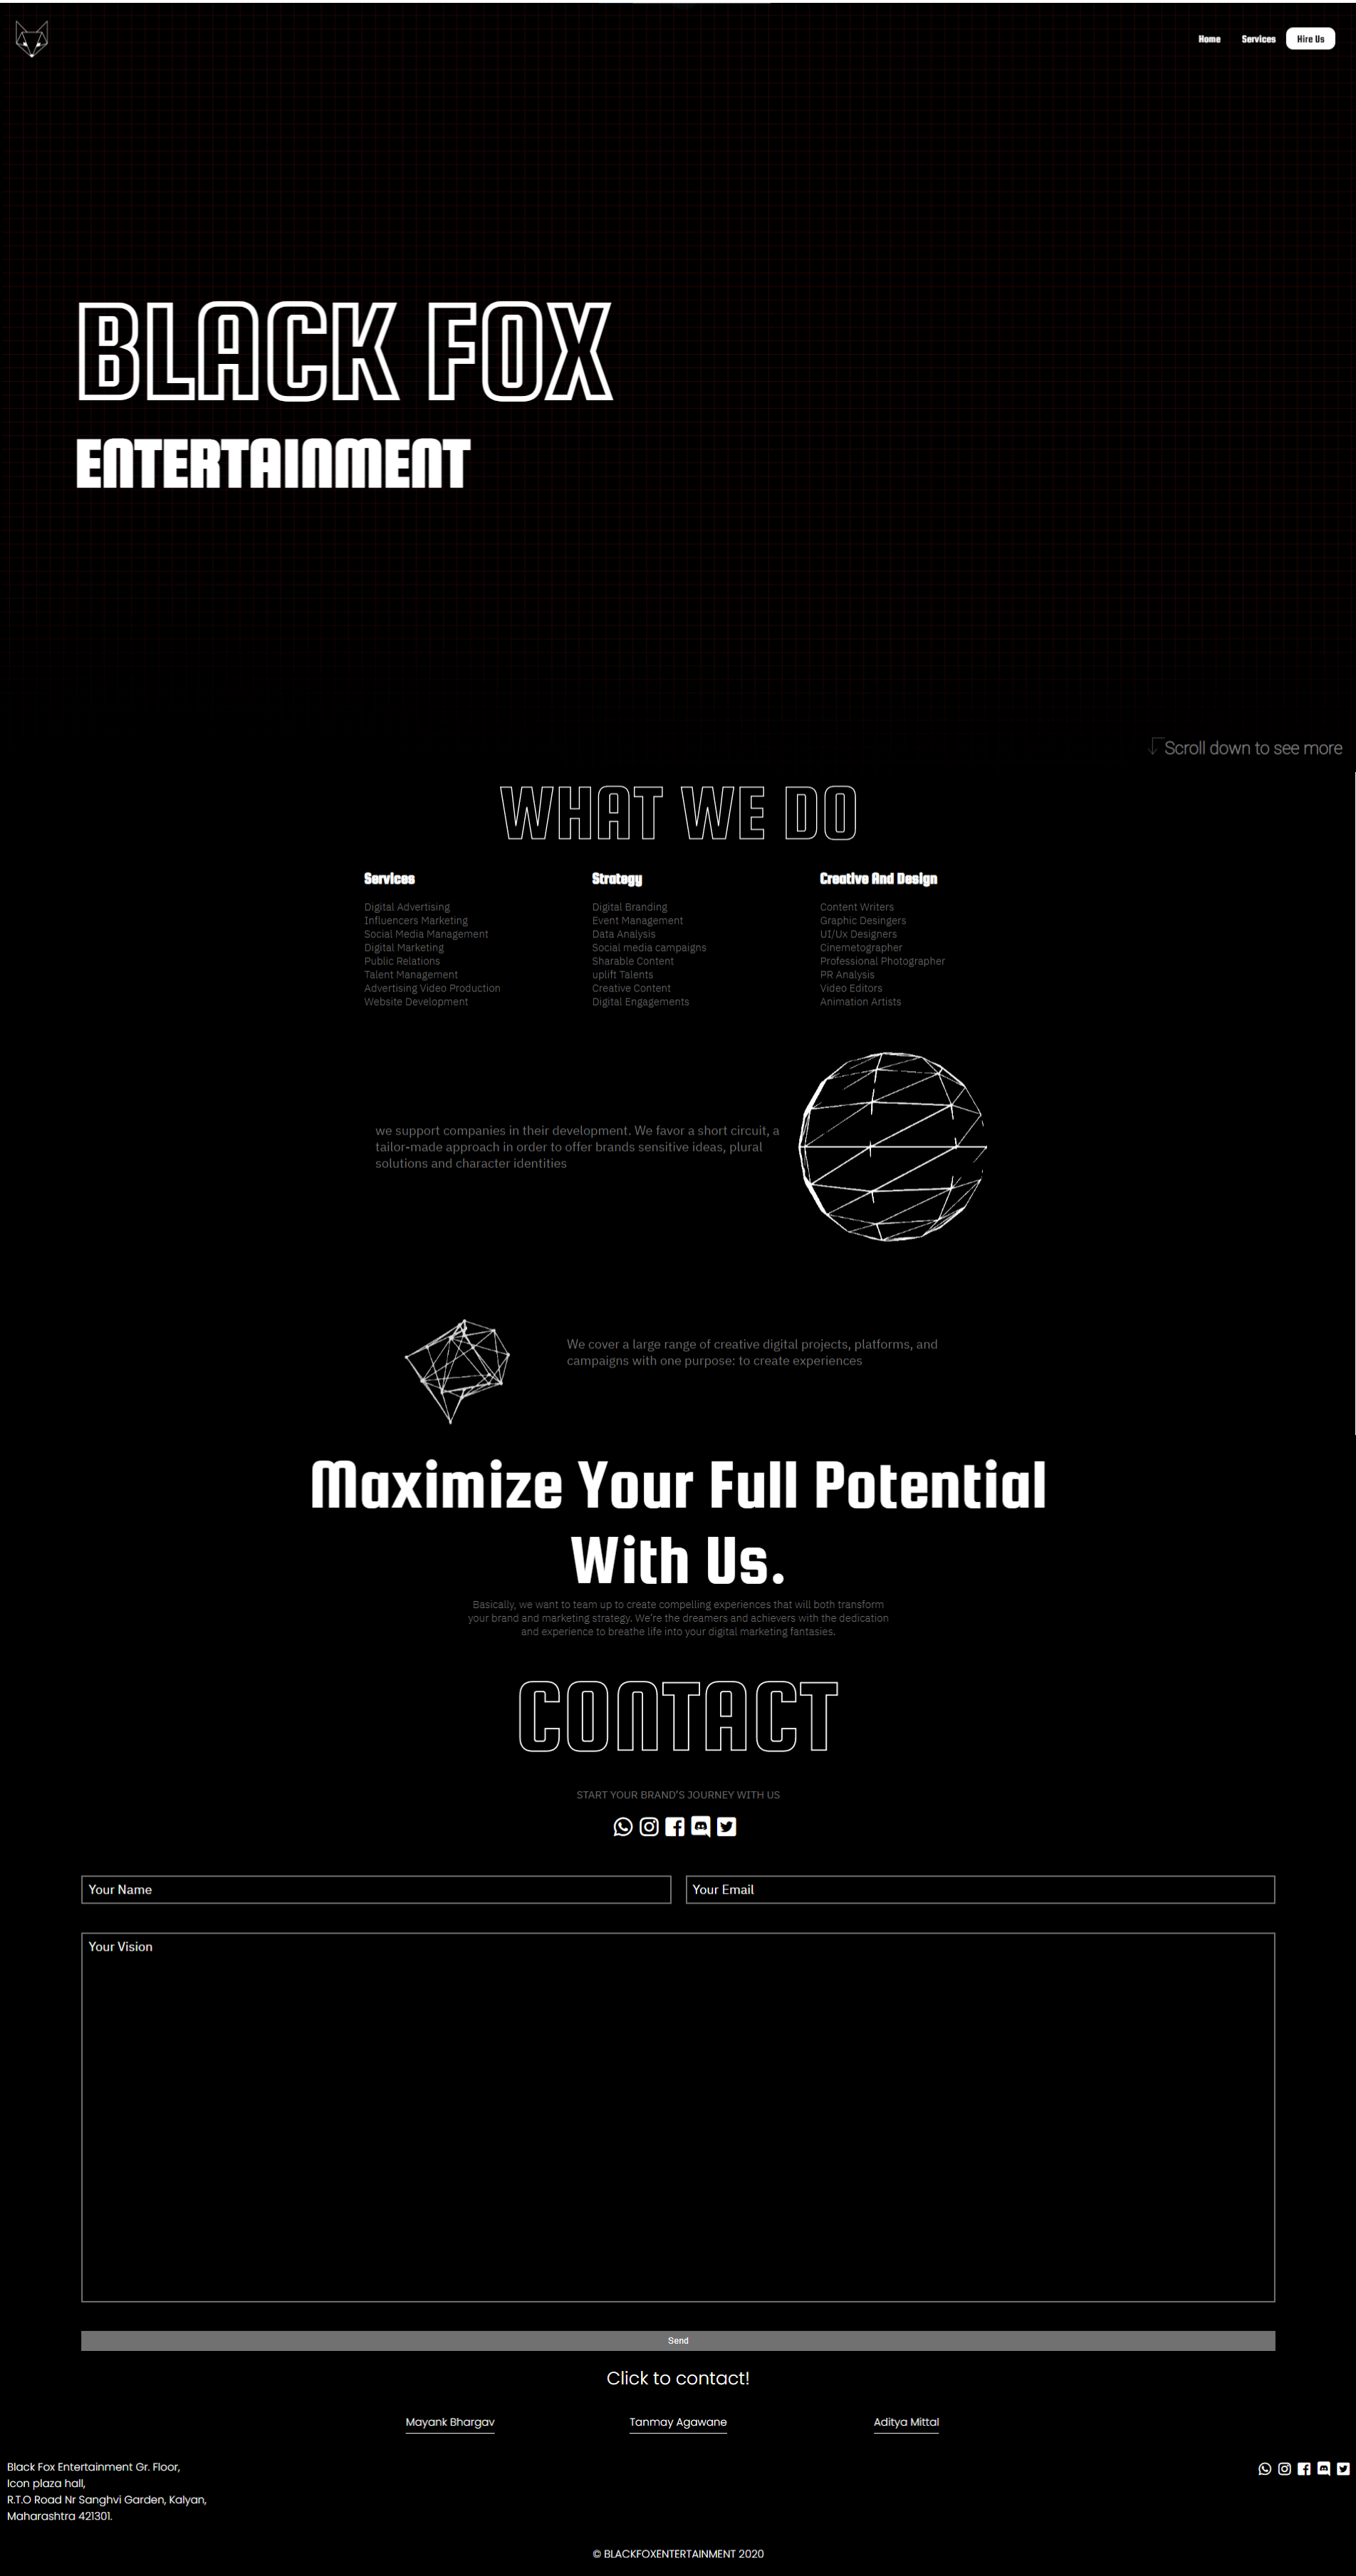 Home Services Hire Us
BLACK FOX
ENTERTAINMENT
Scroll down to see more
WHAT WE DO
Services
Digital Advertising
Influencers Marketing
Social Media Management
Digital Marketing
Public Relations
Talent Management
Advertising Video Production
Website Development
Strategy
Digital Branding
Event Management
Data Analysis
Social media campaigns
Sharable Content
uplift Talents
Creative Content
Digital Engagements
Creative And Design
Content Writers
Graphic Desingers
UI/Ux Designers
Cinemetographer
Professional Photographer
PR Analysis
Video Editors
Animation Artists
we support companies in their development. We favor a short circuit, a
tailor-made approach in order to offer brands sensitive ideas, plural
solutions and character identities
We cover a large range of creative digital projects, platforms, and
campaigns with one purpose: to create experiences
Maximize Your Full Potential
With Us.
Basically, we want to team up to create compelling experiences that will both transform
your brand and marketing strategy. We're the dreamers and achievers with the dedication
and experience to breathe life into your digital marketing fantasies.
CONTACT
START YOUR BRAND'S JOURNEY WITH US
Your Name
Your Email
Your Vision
Send
Click to contact!
Mayank Bhargav
Tanmay Agawane
Aditya Mittal
Black Fox Entertainment Gr. Floor,
Icon plaza hall,
R.T.O Road Nr Sanghvi Garden, Kalyan,
Maharashtra 421301.
© BLACKFOXENTERTAINMENT 2020